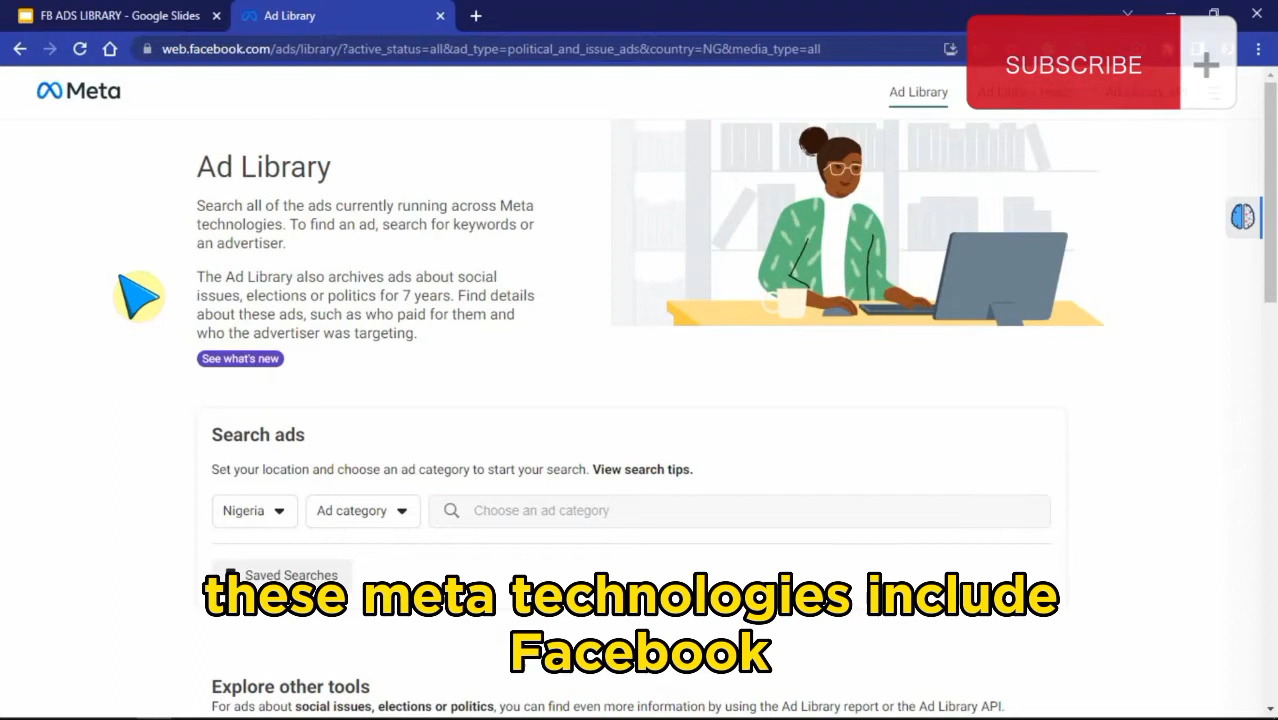 FB ADS LIBRARY - Google Slides
Ad Library
web.facebook.com/ads/library/?active_status=all&ad_type=political_and_issue_ads&country=NG&media_type=all
SUBSCRIBE
Meta
Ad Library
Ad Library
Search all of the ads currently running across Meta
technologies. To find an ad, search for keywords or
an advertiser.
The Ad Library also archives ads about social
issues, elections or politics for 7 years. Find details
about these ads, such as who paid for them and
who the advertiser was targeting.
See what's new
Search ads
Set your location and choose an ad category to start your search. View search tips.
Nigeria
Ad category
Choose an ad category
Saved Searches
these meta technologies include
Facebook
Explore other tools
For ads about social issues, elections or politics, you can find even more information by using the Ad Library report or the Ad Library API.